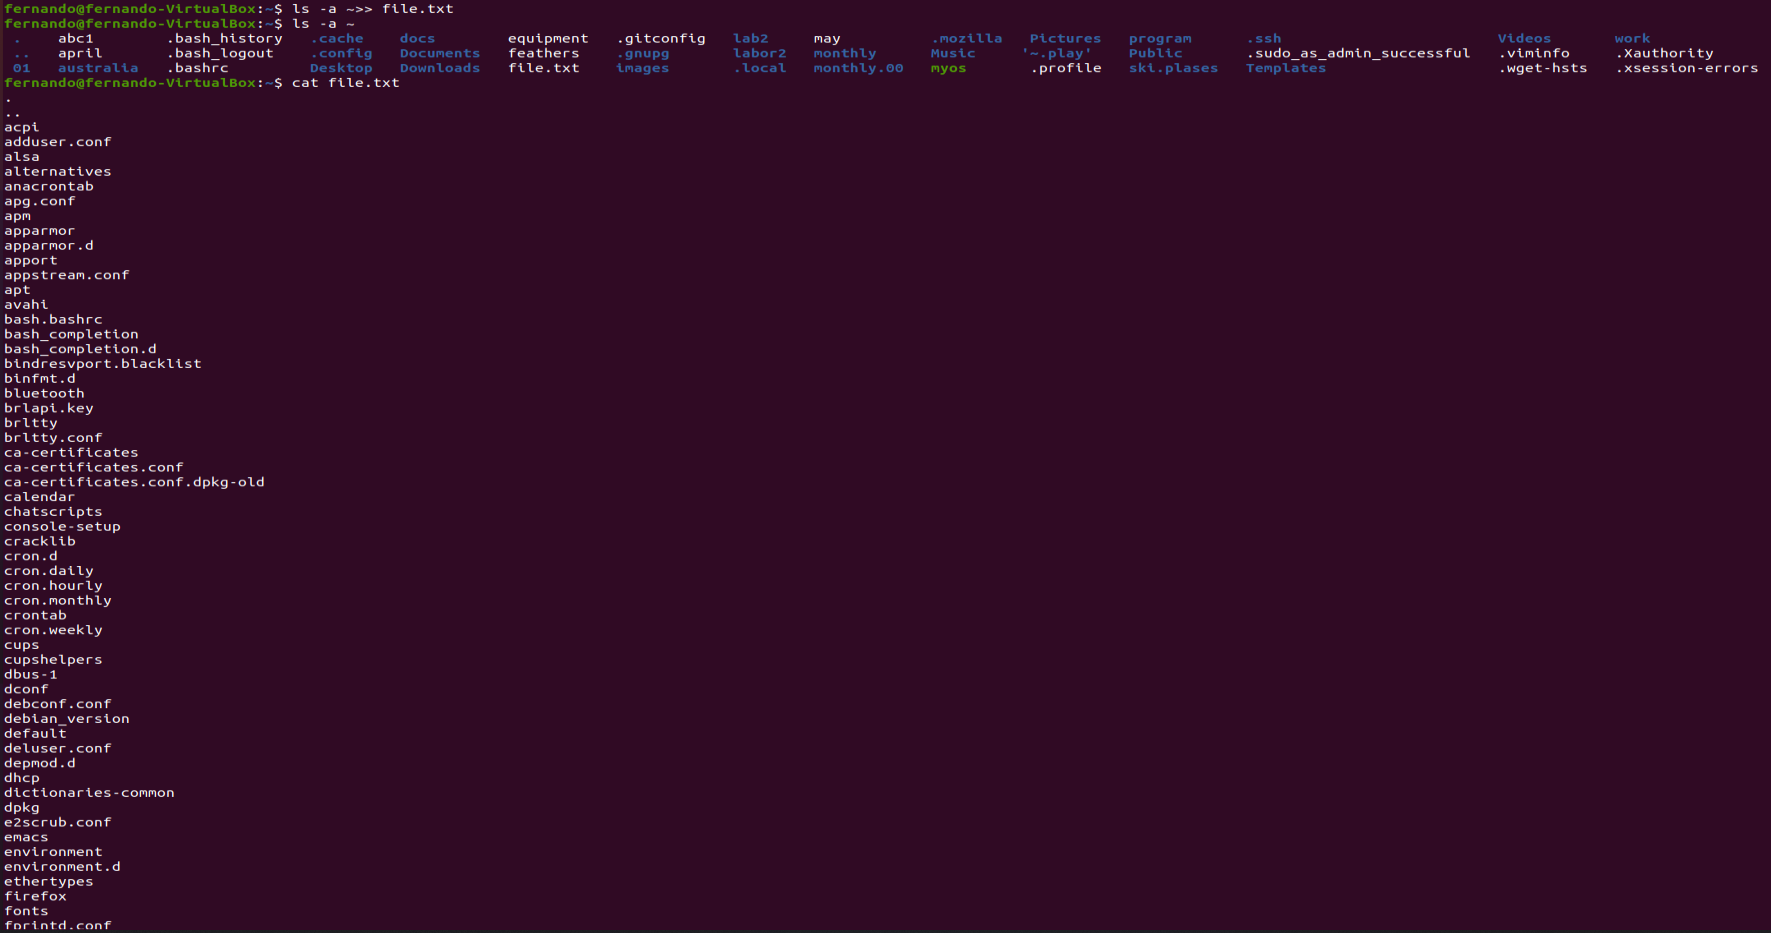 fernando@fernando-VirtualBox:~$ ls -a ~>> file.txt
fernando@fernando-VirtualBox:~$ ls -a ~
. abc1 .bash_history .cache docs equipment .gitconfig lab2 may .mozilla Pictures program .ssh Videos work
.. april .bash_logout .config Documents feathers .gnupg labor2 monthly Music '~.play' Public .sudo_as_admin_successful .viminfo .Xauthority
01 australia .bashrc Desktop Downloads file.txt images .local monthly.00 myos .profile ski.plases Templates .wget-hsts .xsession-errors
fernando@fernando-VirtualBox:~$ cat file.txt
.
..
acpi
adduser.conf
alsa
alternatives
anacrontab
apg.conf
apm
apparmor
apparmor.d
apport
appstream.conf
apt
avahi
bash.bashrc
bash_completion
bash_completion.d
bindresvport.blacklist
binfmt.d
bluetooth
brlapi.key
brltty
brltty.conf
ca-certificates
ca-certificates.conf
ca-certificates.conf.dpkg-old
calendar
chatscripts
console-setup
cracklib
cron.d
cron.daily
cron.hourly
cron.monthly
crontab
cron.weekly
cups
cupshelpers
dbus-1
dconf
debconf.conf
debian_version
default
deluser.conf
depmod.d
dhcp
dictionaries-common
dpkg
e2scrub.conf
emacs
environment
environment.d
ethertypes
firefox
fonts
fprintd.conf